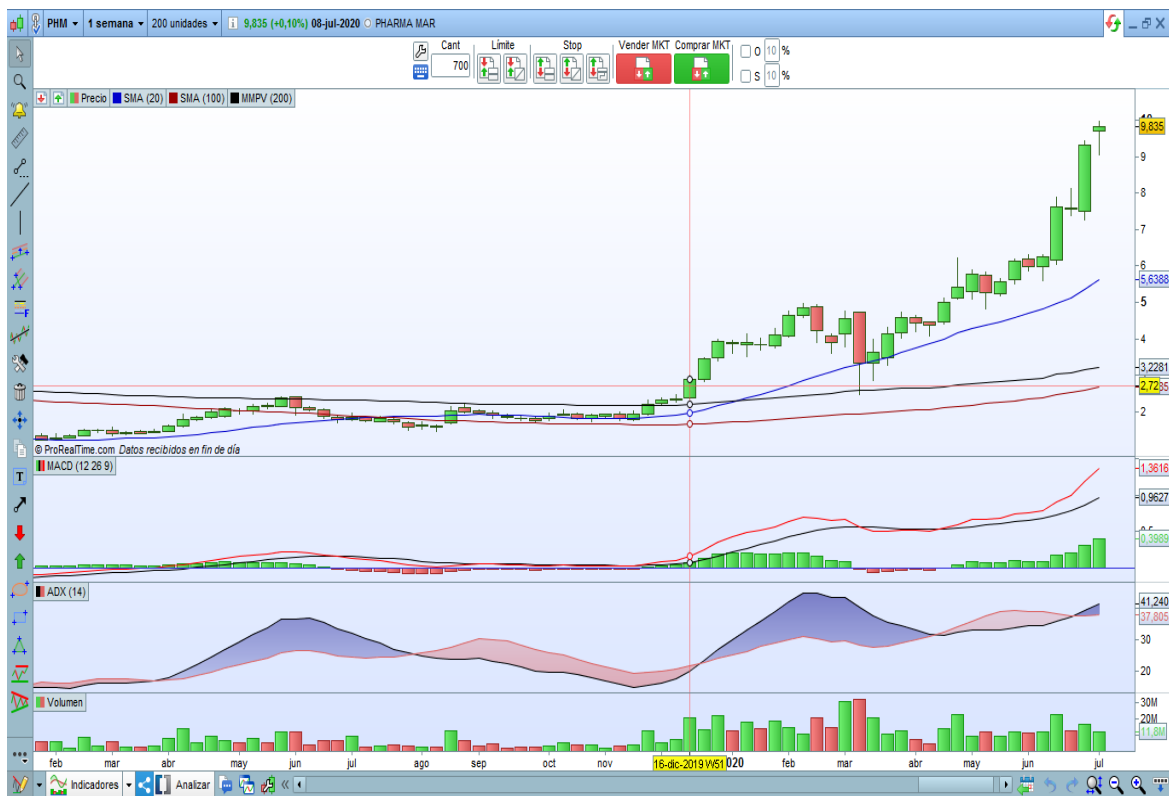 PHM 1 semana 200 unidades i 9,835 (+0,10%) 08-jul-2020 PHARMA MAR
Cant Límite Stop Vender MKT Comprar MKT O 10 %
700
S 10 %
Precio SMA (20) SMA (100) MMPV (200)
9,835
9
8
7
6
5,6388
5
4
3,2281
2,7235
2
© ProRealTime.com Datos recibidos en fin de día
MACD (12 26 9)
1,3616
0,9627
0,3989
ADX (14)
41,240
37,805
30
20
Volumen
30M
20M
11,8M
feb mar abr may jun jul ago sep oct nov 16-dic-2019 W51 020 feb mar abr may jun jul
Indicadores Analizar